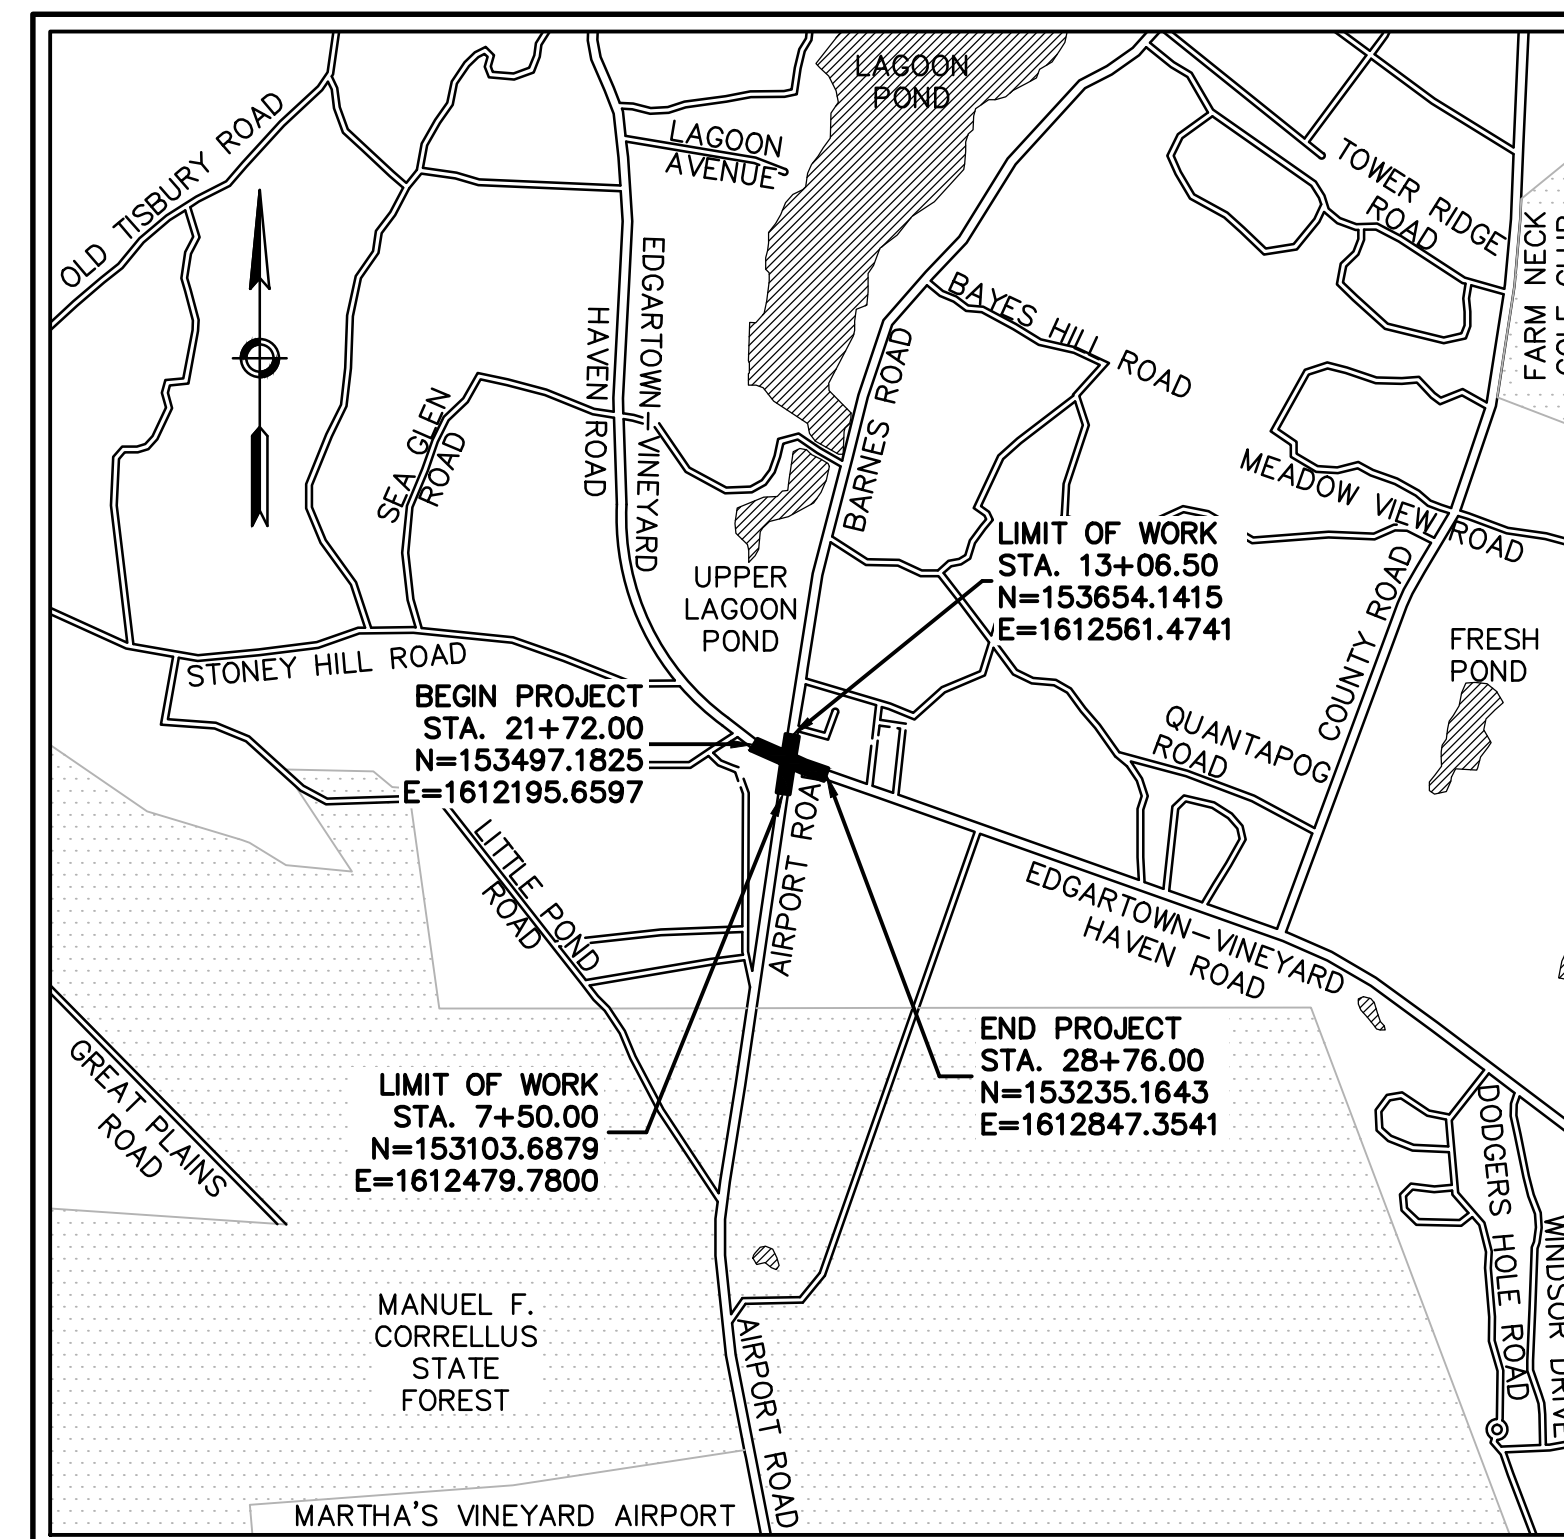 LAGOON
POND
LAGOON
AVENUE
OLD TISBURY ROAD
TOWER RIDGE
ROAD
FARM NECK
EDGARTOWN-VINEYARD
HAVEN ROAD
BAYES HILL ROAD
BARNES ROAD
SEA GLEN
ROAD
MEADOW VIEW ROAD
LIMIT OF WORK
STA. 13+06.50
N=153654.1415
E=1612561.4741
UPPER
LAGOON
POND
COUNTY ROAD
FRESH
POND
STONEY HILL ROAD
BEGIN PROJECT
STA. 21+72.00
N=153497.1825
E=1612195.6597
QUANTAPOG
ROAD
LITTLE POND
ROAD
AIRPORT ROA
EDGARTOWN-VINEYARD
HAVEN ROAD
GREAT PLAINS
ROAD
END PROJECT
STA. 28+76.00
N=153235.1643
E=1612847.3541
LIMIT OF WORK
STA. 7+50.00
N=153103.6879
E=1612479.7800
DODGERS HOLE ROAD
WINDSOR DRIVE
MANUEL F.
CORRELLUS
STATE
FOREST
AIRPORT ROAD
MARTHA'S VINEYARD AIRPORT